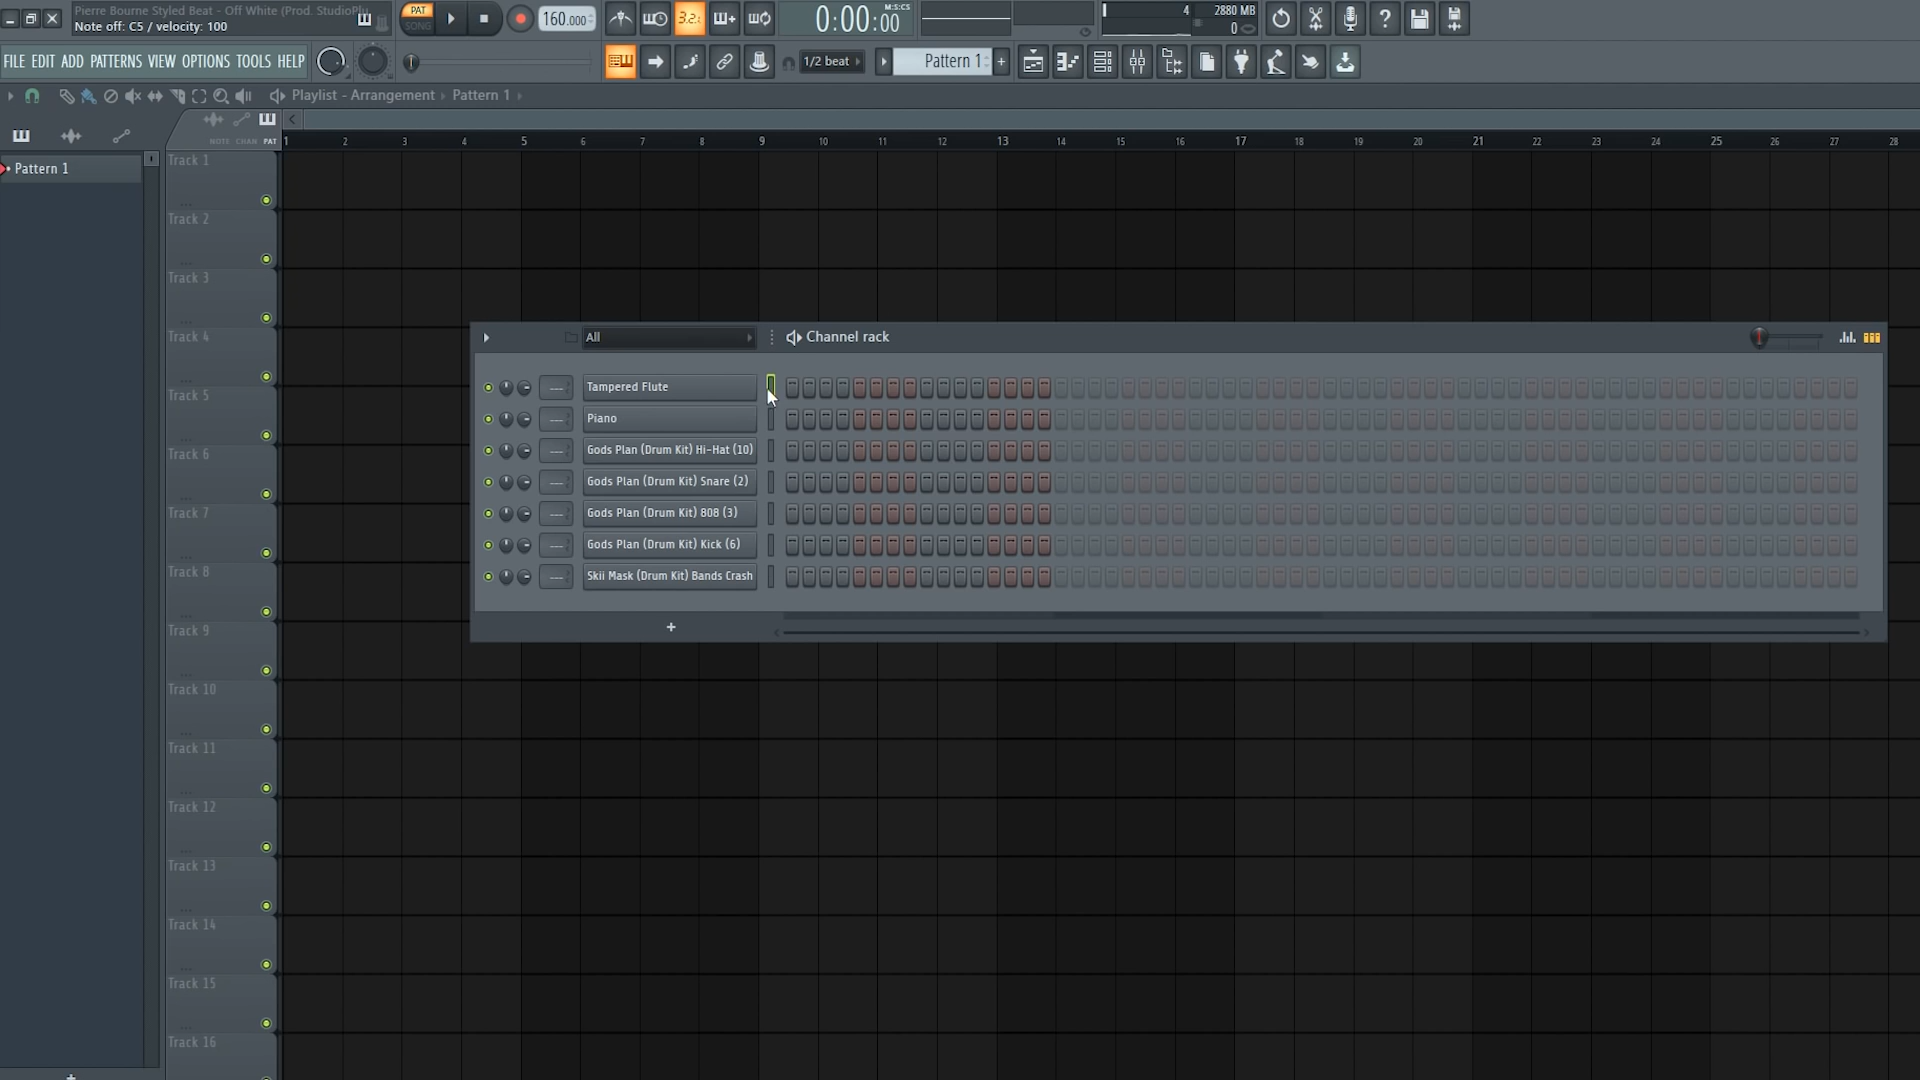 Pierre Bourne Styled Beat - Off White (Prod. StudioPlu
Note off: C5 / velocity: 100
PAT
SONG
160.000
3.2.
0:00:00
M:S:CS
4
2880 MB
0
FILE EDIT ADD PATTERNS VIEW OPTIONS TOOLS HELP
1/2 beat
Pattern 1
+
Playlist - Arrangement
Pattern 1
NOTE CHAN PAT
1 2 3 4 5 6 7 8 9 10 11 12 13 14 15 16 17 18 19 20 21 22 23 24 25 26 27 28
Pattern 1
Track 1
Track 2
Track 3
Track 4
Track 5
Track 6
Track 7
Track 8
Track 9
Track 10
Track 11
Track 12
Track 13
Track 14
Track 15
Track 16
All
Channel rack
Tampered Flute
Piano
Gods Plan (Drum Kit) Hi-Hat (10)
Gods Plan (Drum Kit) Snare (2)
Gods Plan (Drum Kit) 808 (3)
Gods Plan (Drum Kit) Kick (6)
Skii Mask (Drum Kit) Bands Crash
+